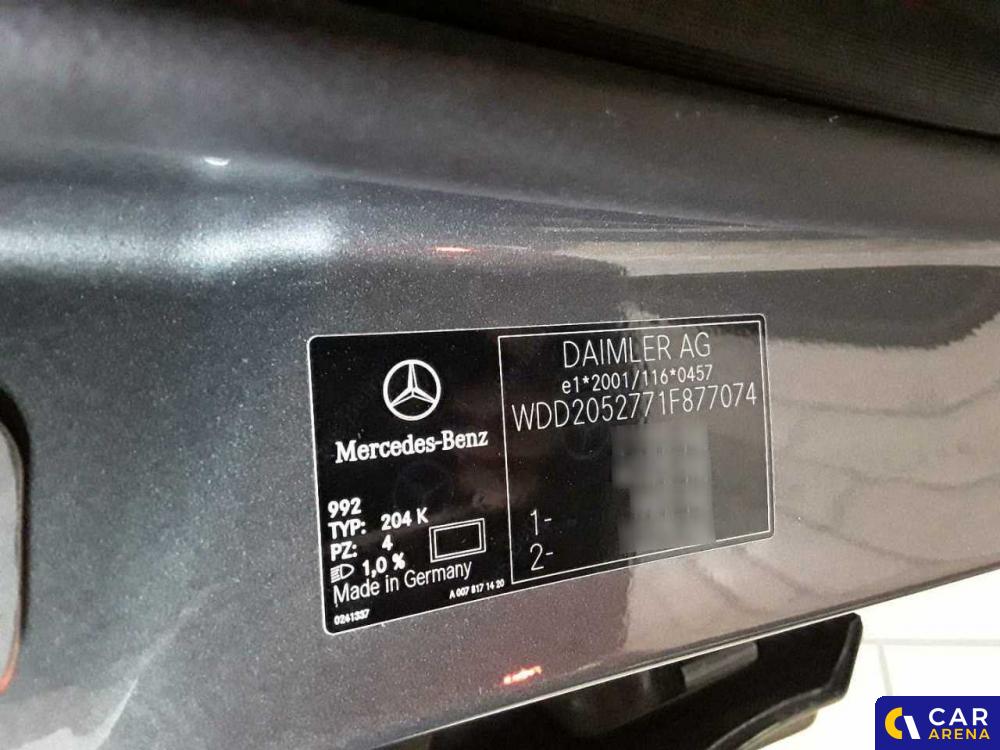 Mercedes-Benz
992
TYP: 204 K
PZ: 4
1,0 %
Made in Germany
A 007 817 14 20
0241337
DAIMLER AG
e1*2001/116*0457
WDD2052771F877074
1-
2-
CAR
ARENA